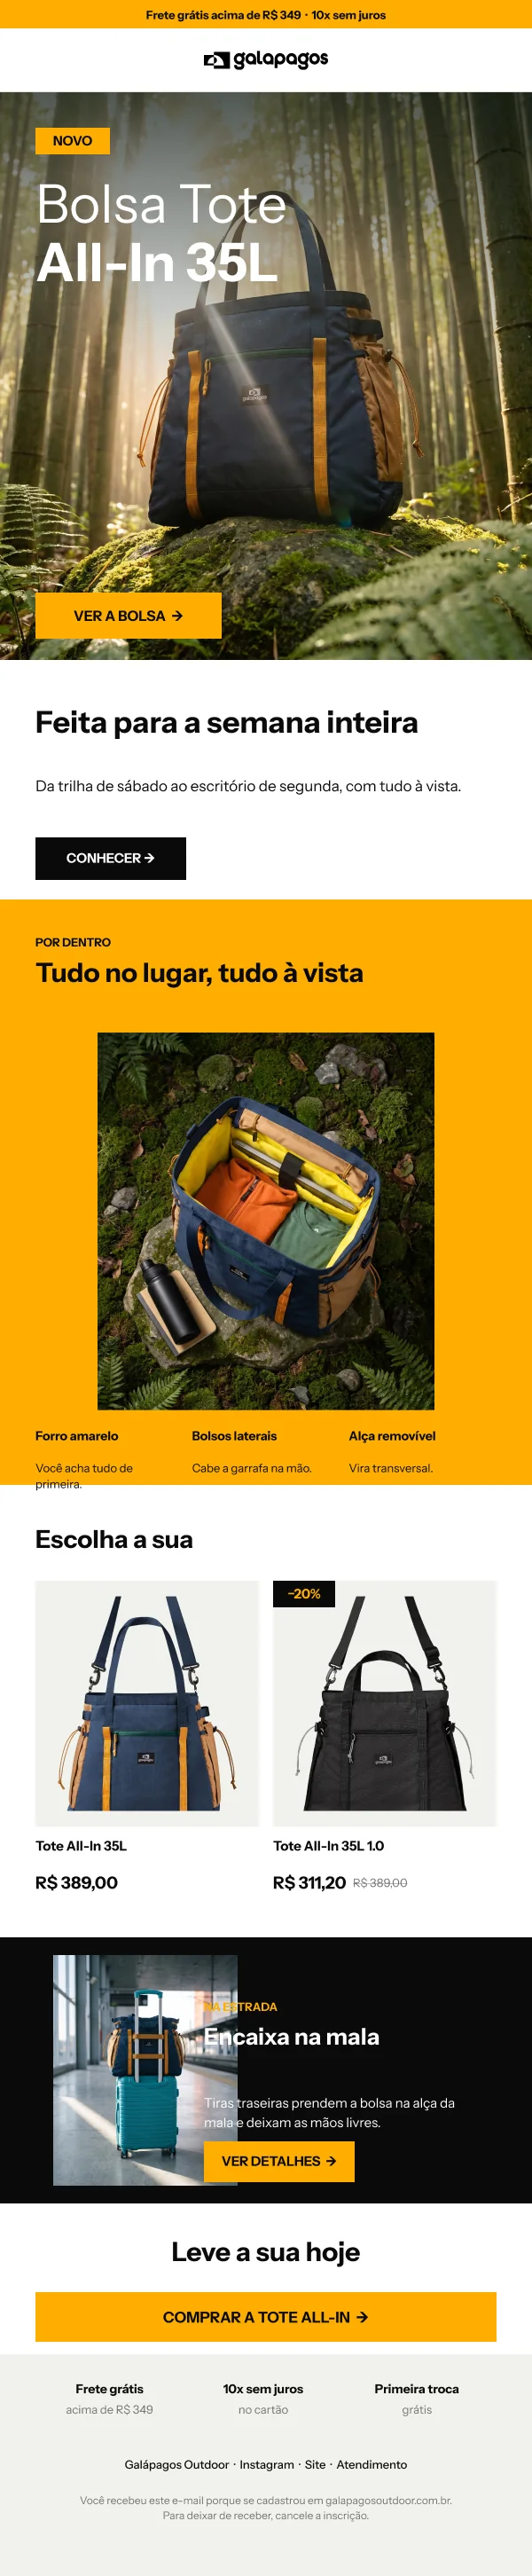 Frete grátis acima de R$ 349 · 10x sem juros
galapagos
NOVO
Bolsa Tote
All-In 35L
galapagos
VER A BOLSA →
Feita para a semana inteira
Da trilha de sábado ao escritório de segunda, com tudo à vista.
CONHECER →
POR DENTRO
Tudo no lugar, tudo à vista
Forro amarelo
Bolsos laterais
Alça removível
Você acha tudo de
primeira.
Cabe a garrafa na mão.
Vira transversal.
Escolha a sua
−20%
galapagos
galapagos
Tote All-In 35L
Tote All-In 35L 1.0
R$ 389,00
R$ 311,20 R$ 389,00
NA ESTRADA
Encaixa na mala
Tiras traseiras prendem a bolsa na alça da
mala e deixam as mãos livres.
VER DETALHES →
Leve a sua hoje
COMPRAR A TOTE ALL-IN →
Frete grátis
10x sem juros
Primeira troca
acima de R$ 349
no cartão
grátis
Galápagos Outdoor · Instagram · Site · Atendimento
Você recebeu este e-mail porque se cadastrou em galapagosoutdoor.com.br.
Para deixar de receber, cancele a inscrição.